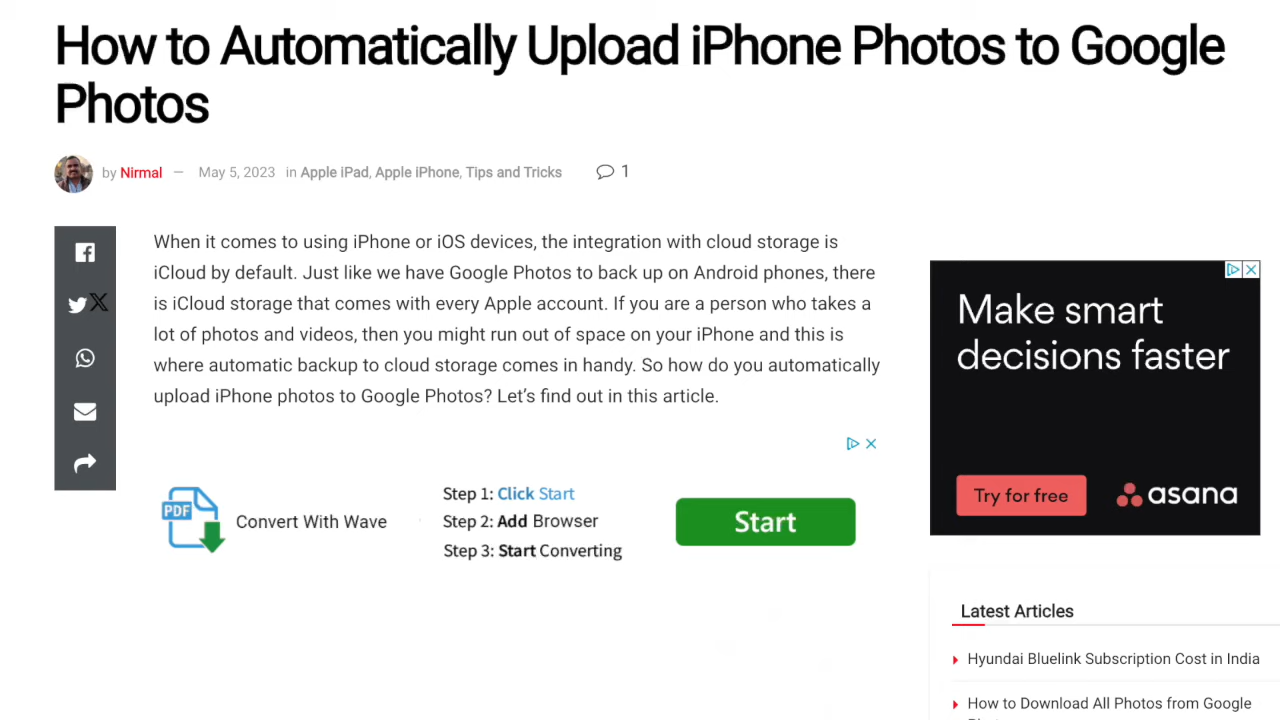 How to Automatically Upload iPhone Photos to Google
Photos
by Nirmal — May 5, 2023 in Apple iPad, Apple iPhone, Tips and Tricks 1
When it comes to using iPhone or iOS devices, the integration with cloud storage is
iCloud by default. Just like we have Google Photos to back up on Android phones, there
is iCloud storage that comes with every Apple account. If you are a person who takes a
lot of photos and videos, then you might run out of space on your iPhone and this is
where automatic backup to cloud storage comes in handy. So how do you automatically
upload iPhone photos to Google Photos? Let’s find out in this article.
PDF
Convert With Wave
Step 1: Click Start
Step 2: Add Browser
Step 3: Start Converting
Start
Make smart
decisions faster
Try for free
asana
Latest Articles
Hyundai Bluelink Subscription Cost in India
How to Download All Photos from Google